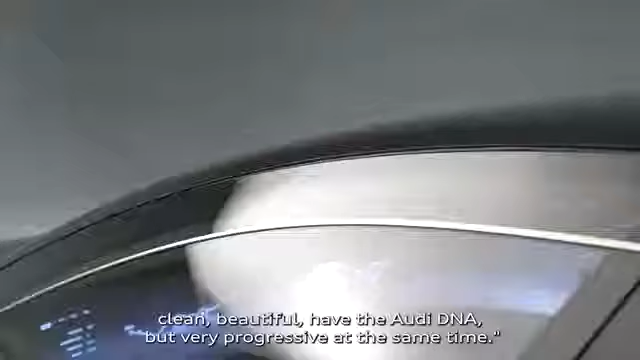 clean, beautiful, have the Audi DNA,
but very progressive at the same time."